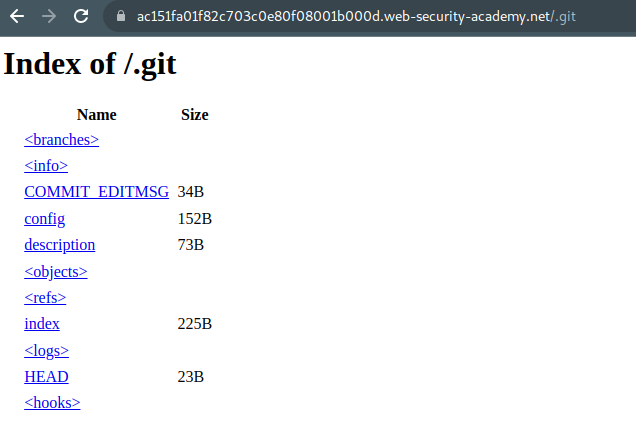 ac151fa01f82c703c0e80f08001b000d.web-security-academy.net/.git
Index of /.git
Name Size
<branches>
<info>
COMMIT_EDITMSG 34B
config 152B
description 73B
<objects>
<refs>
index 225B
<logs>
HEAD 23B
<hooks>